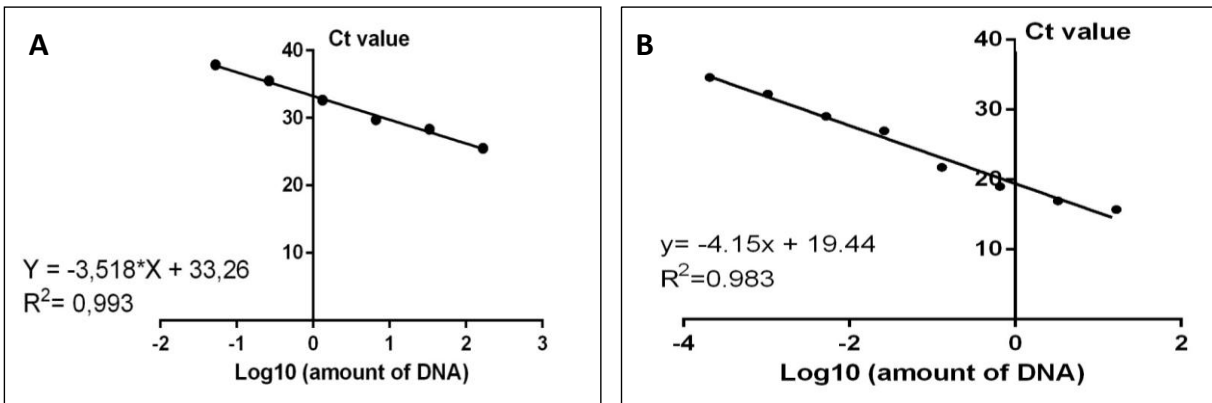 A
Ct value
40
30
20
10
Y = -3,518*X + 33,26
R²= 0,993
-2 -1 0 1 2 3
Log10 (amount of DNA)
B
Ct value
40
30
20
10
y= -4.15x + 19.44
R²=0.983
-4 -2 0 2
Log10 (amount of DNA)